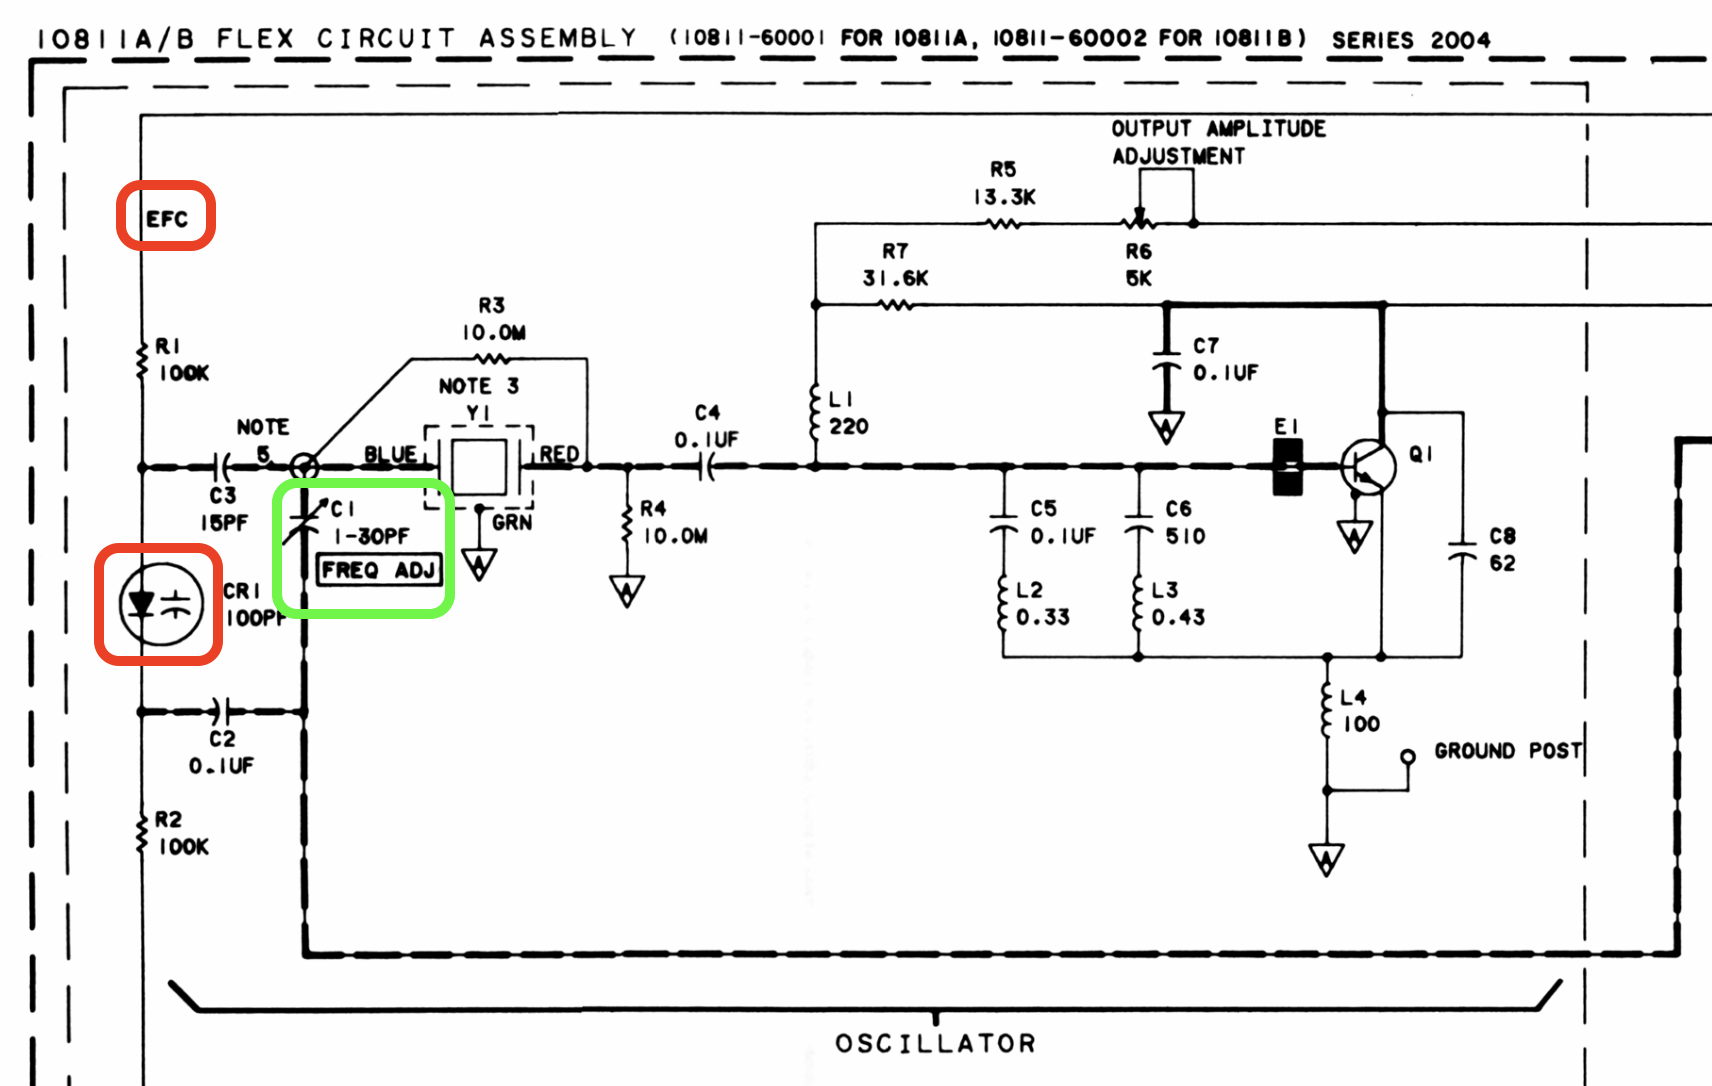 10811A/B FLEX CIRCUIT ASSEMBLY (10811-60001 FOR 10811A, 10811-60002 FOR 10811B) SERIES 2004
OUTPUT AMPLITUDE
ADJUSTMENT
EFC
R5
13.3K
R7
31.6K
R6
5K
R3
10.0M
R1
100K
C7
0.1UF
NOTE 3
Y1
L1
220
C4
0.1UF
NOTE
5
BLUE
RED
E1
Q1
C3
15PF
C1
1-30PF
FREQ ADJ
GRN
R4
10.0M
C5
0.1UF
C6
510
C8
62
CR1
100PF
L2
0.33
L3
0.43
A
A
A
A
L4
100
C2
0.1UF
GROUND POST
R2
100K
A
OSCILLATOR